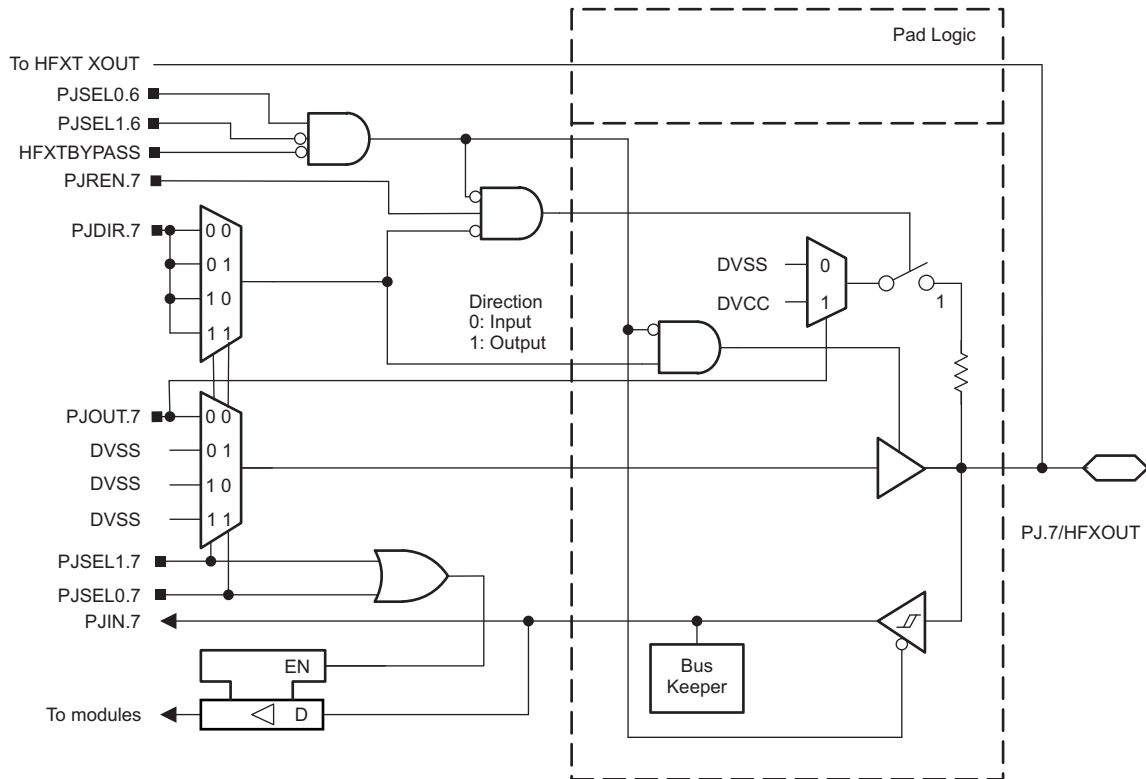 Pad Logic
To HFXT XOUT
PJSEL0.6
PJSEL1.6
HFXTBYPASS
PJREN.7
PJDIR.7
0 0
0 1
1 0
1 1
Direction
0: Input
1: Output
DVSS
0
DVCC
1
1
PJOUT.7
0 0
DVSS
0 1
DVSS
1 0
DVSS
1 1
PJ.7/HFXOUT
PJSEL1.7
PJSEL0.7
PJIN.7
Bus
Keeper
EN
To modules
D